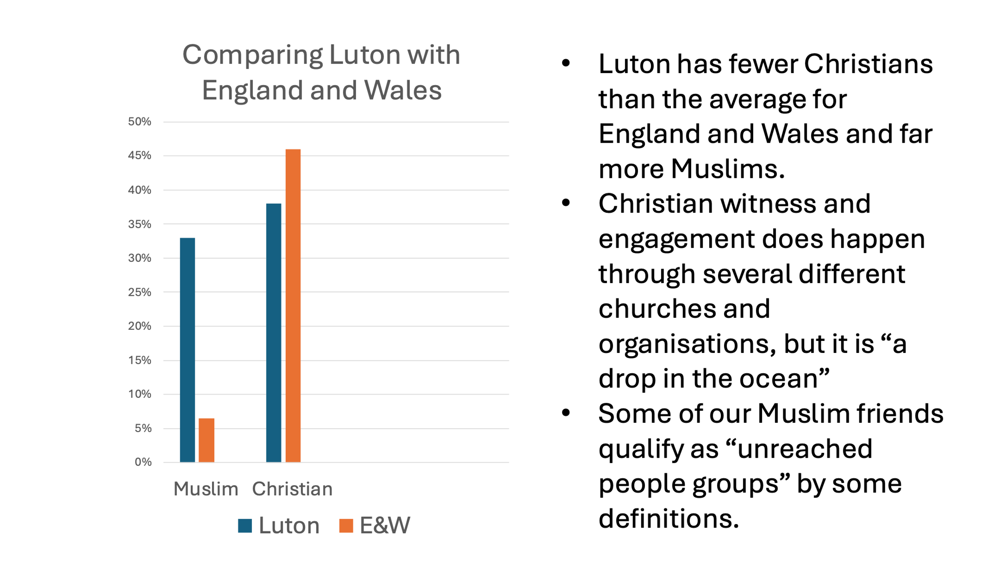 Comparing Luton with
England and Wales
50%
45%
40%
35%
30%
25%
20%
15%
10%
5%
0%
Muslim Christian
Luton E&W
• Luton has fewer Christians
than the average for
England and Wales and far
more Muslims.
• Christian witness and
engagement does happen
through several different
churches and
organisations, but it is “a
drop in the ocean”
• Some of our Muslim friends
qualify as “unreached
people groups” by some
definitions.